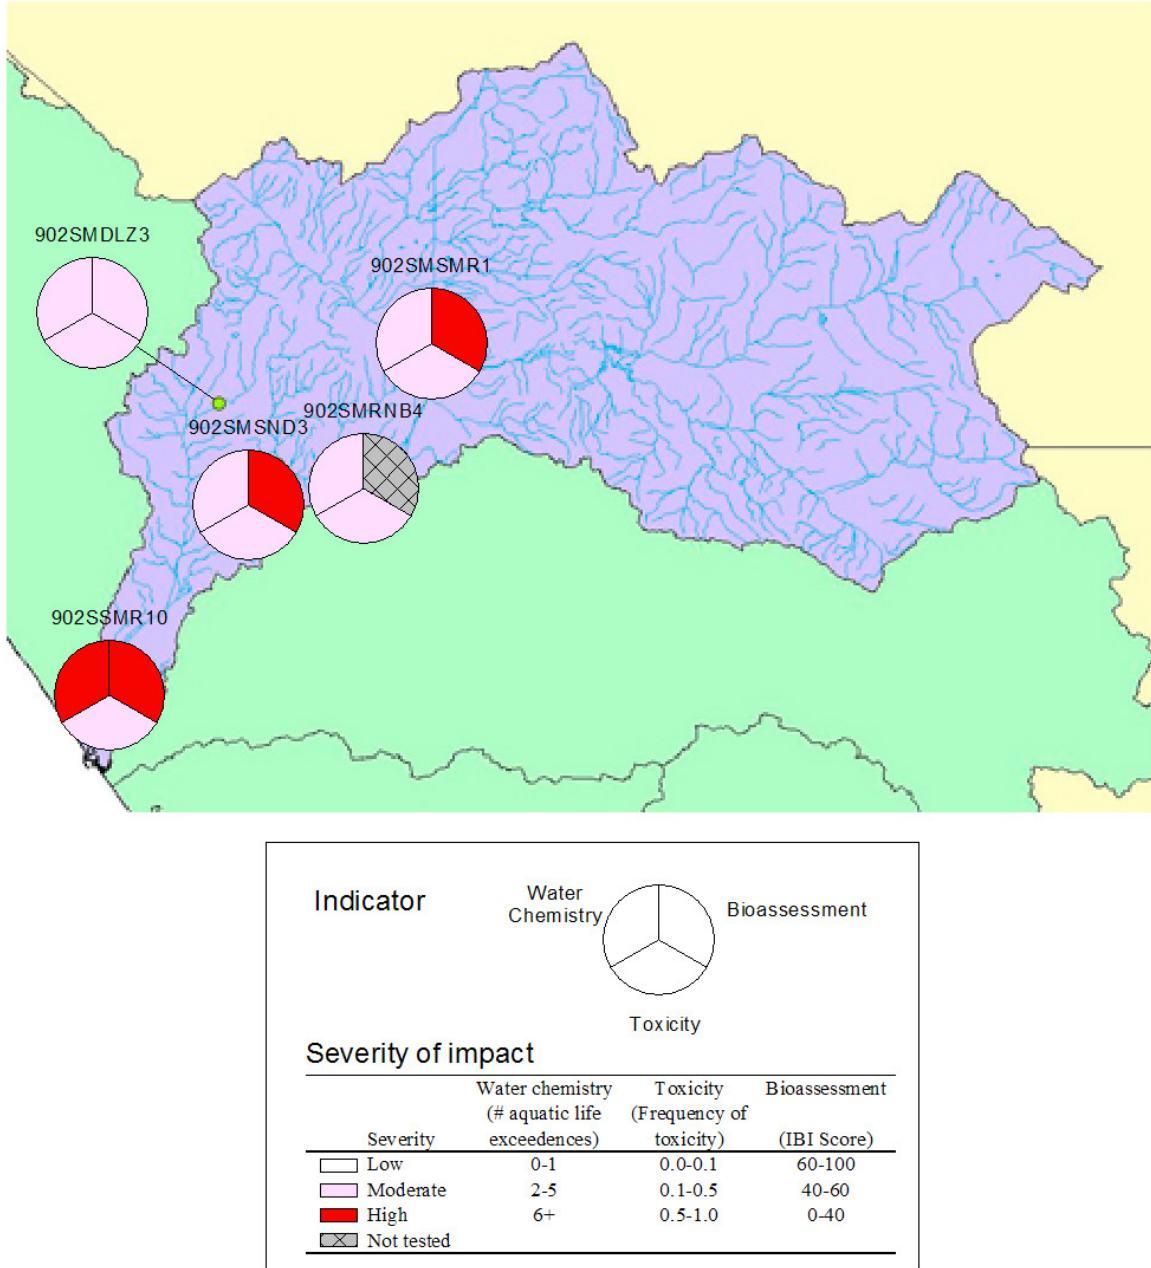 902SMDLZ3
902SMSMR1
902SMRNB4
902SMSND3
902SSMR10
Indicator
Water
Chemistry
Bioassessment
Toxicity
Severity of impact
Water chemistry Toxicity Bioassessment
(# aquatic life (Frequency of
Severity exceedences) toxicity) (IBI Score)
Low 0-1 0.0-0.1 60-100
Moderate 2-5 0.1-0.5 40-60
High 6+ 0.5-1.0 0-40
Not tested